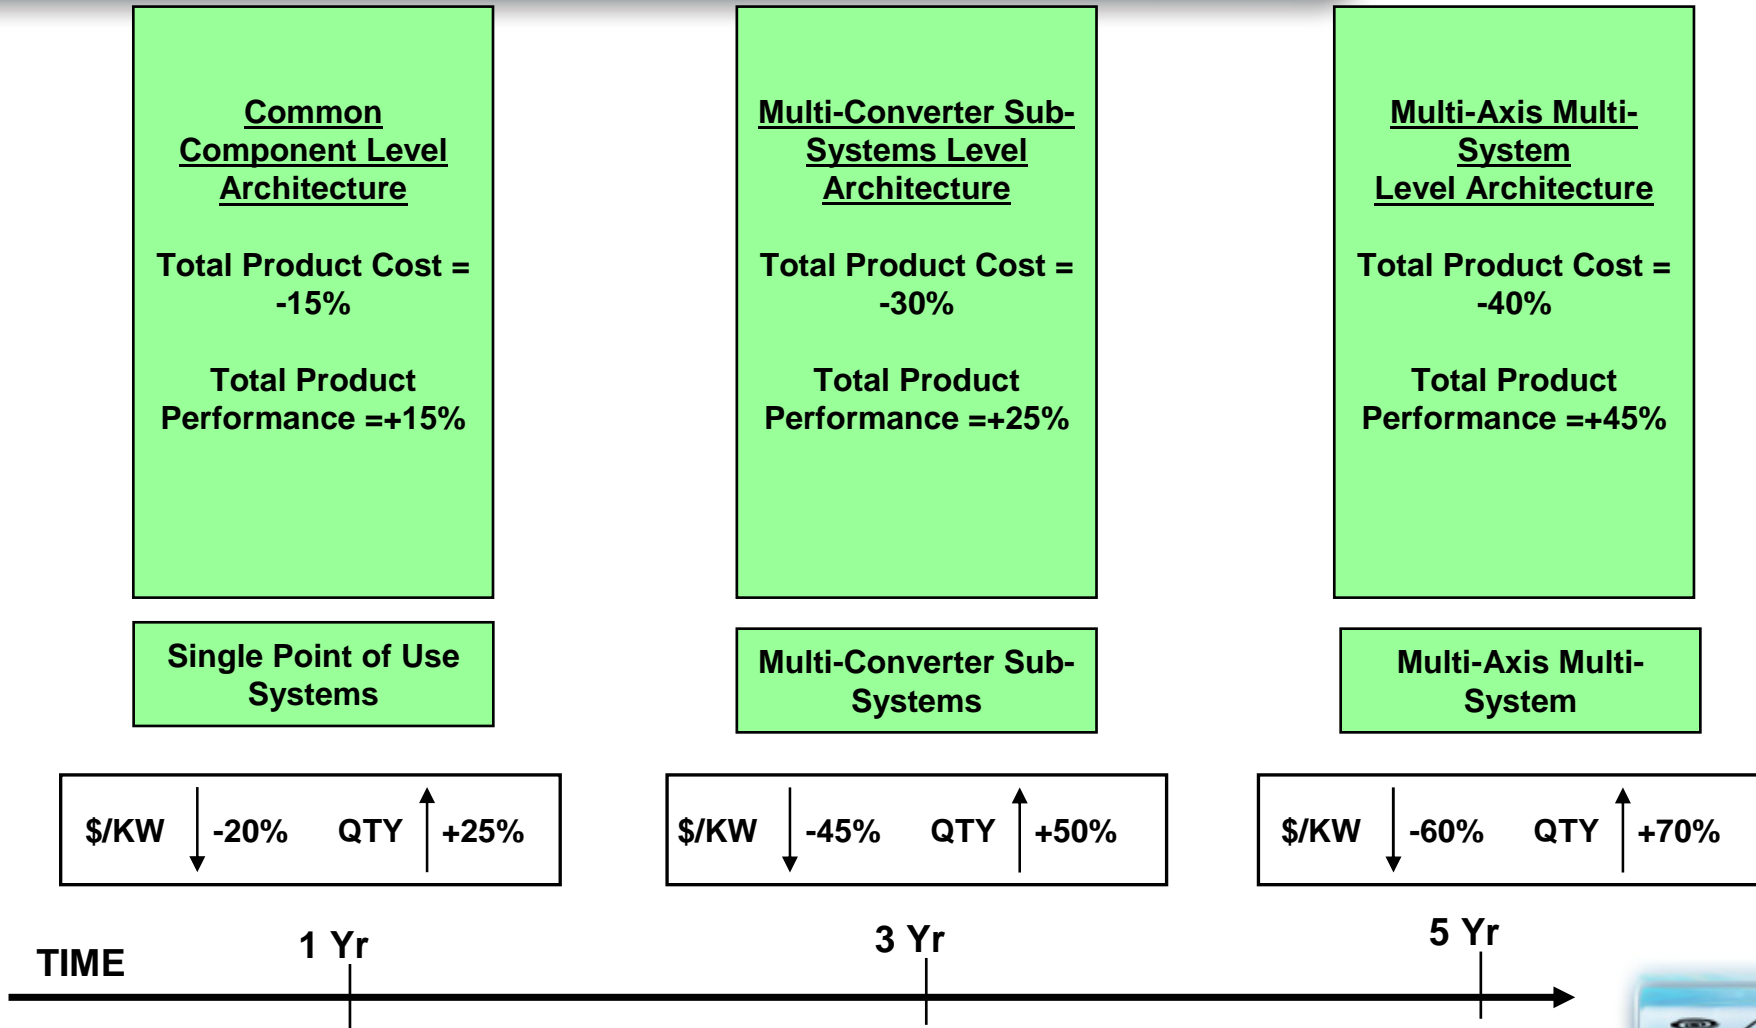 Common
Component Level
Architecture
Total Product Cost =
-15%
Total Product
Performance =+15%
Multi-Converter Sub-
Systems Level
Architecture
Total Product Cost =
-30%
Total Product
Performance =+25%
Multi-Axis Multi-
System
Level Architecture
Total Product Cost =
-40%
Total Product
Performance =+45%
Single Point of Use
Systems
Multi-Converter Sub-
Systems
Multi-Axis Multi-
System
$/KW -20% QTY +25%
$/KW -45% QTY +50%
$/KW -60% QTY +70%
TIME
1 Yr
3 Yr
5 Yr